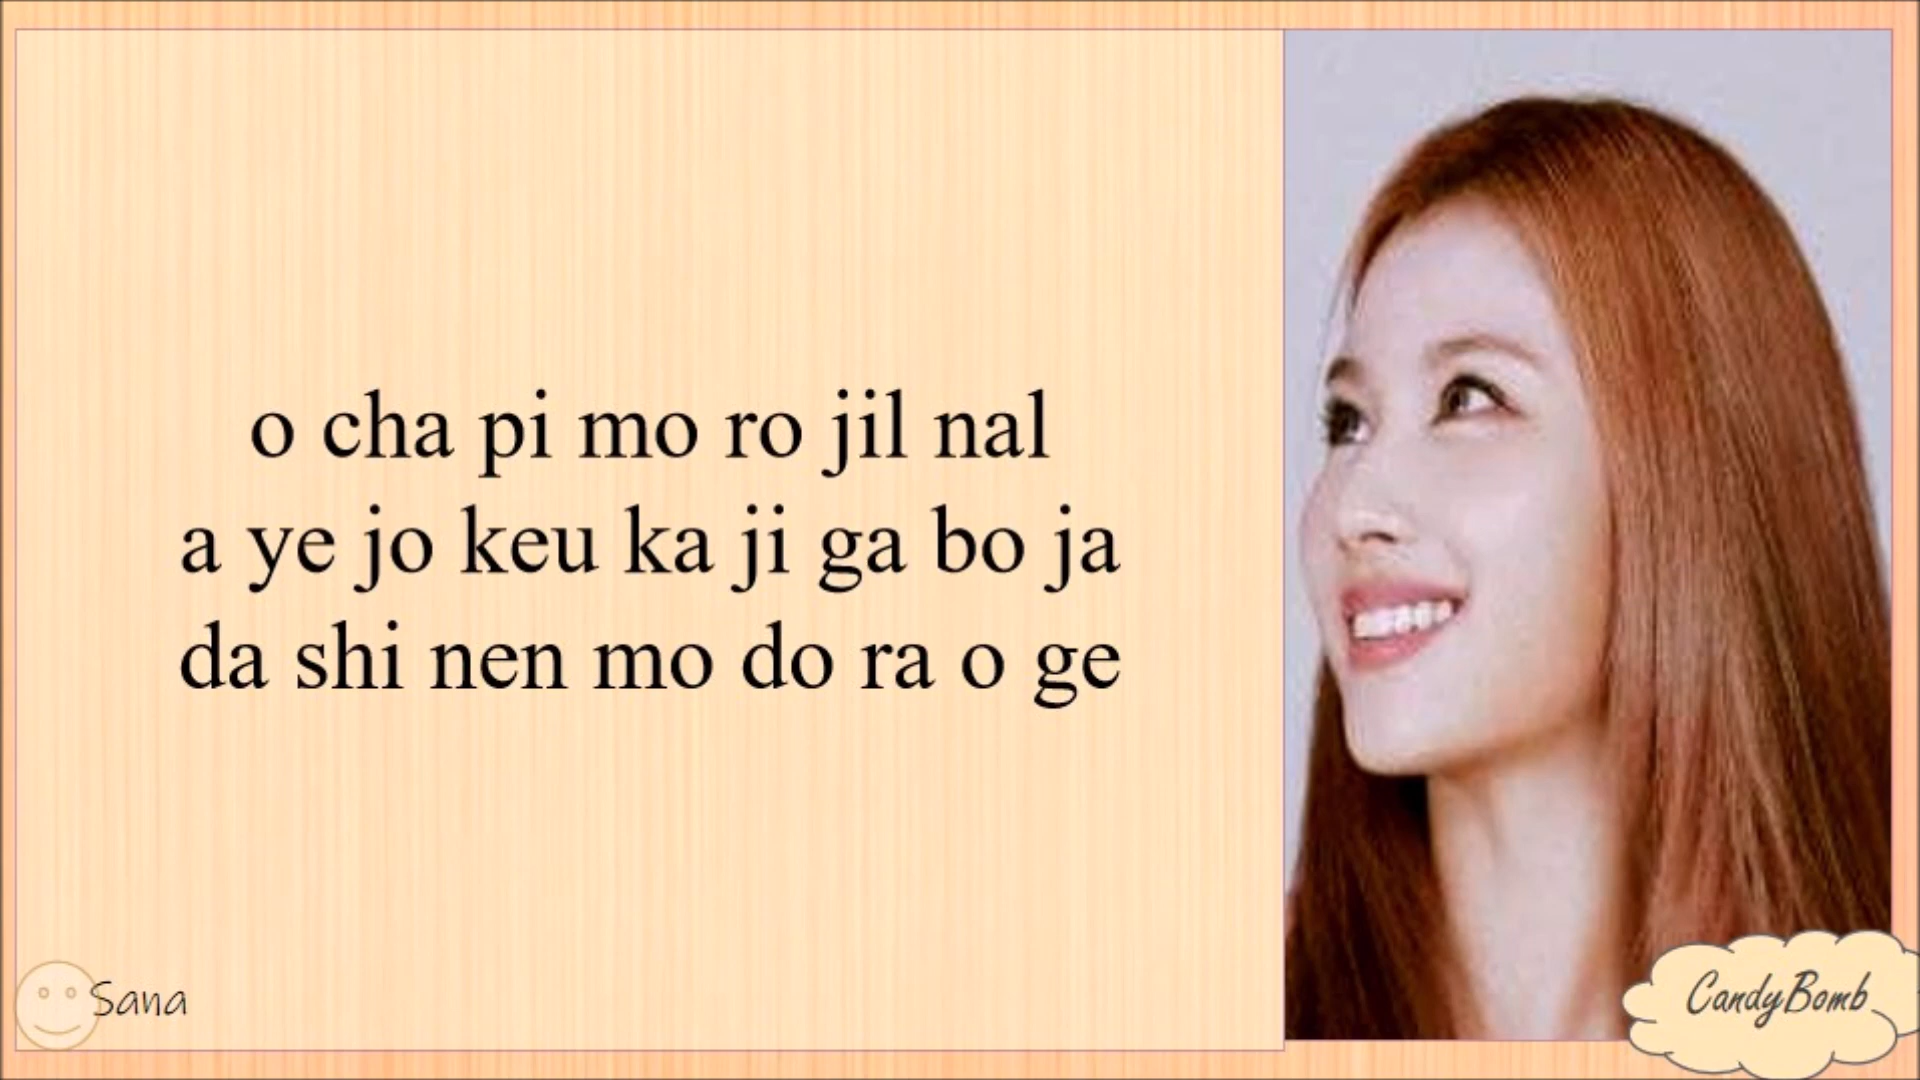 o cha pi mo ro jil nal
a ye jo keu ka ji ga bo ja
da shi nen mo do ra o ge
Sana
CandyBomb